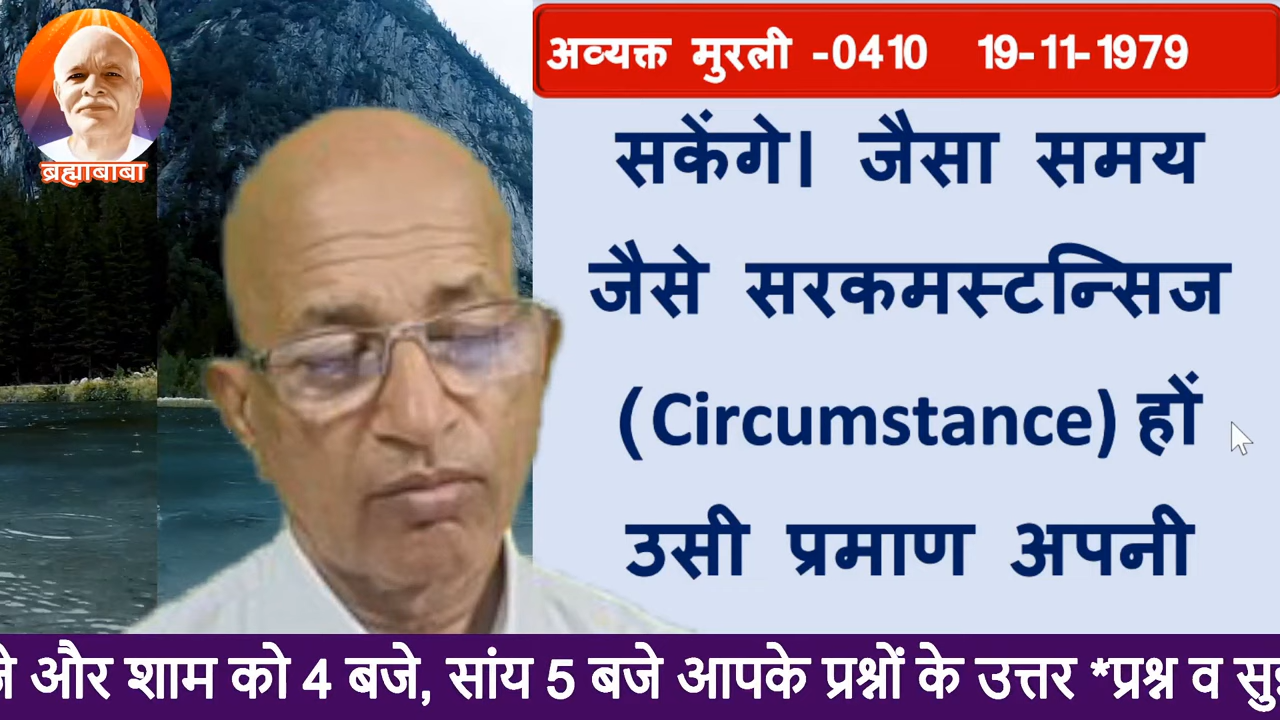 अव्यक्त मुरली -0410 19-11-1979
ब्रह्माबाबा
सकेंगे। जैसा समय
जैसे सरकमस्टन्सिज
(Circumstance) हों
उसी प्रमाण अपनी
और शाम को 4 बजे, सांय 5 बजे आपके प्रश्नों के उत्तर *प्रश्न व